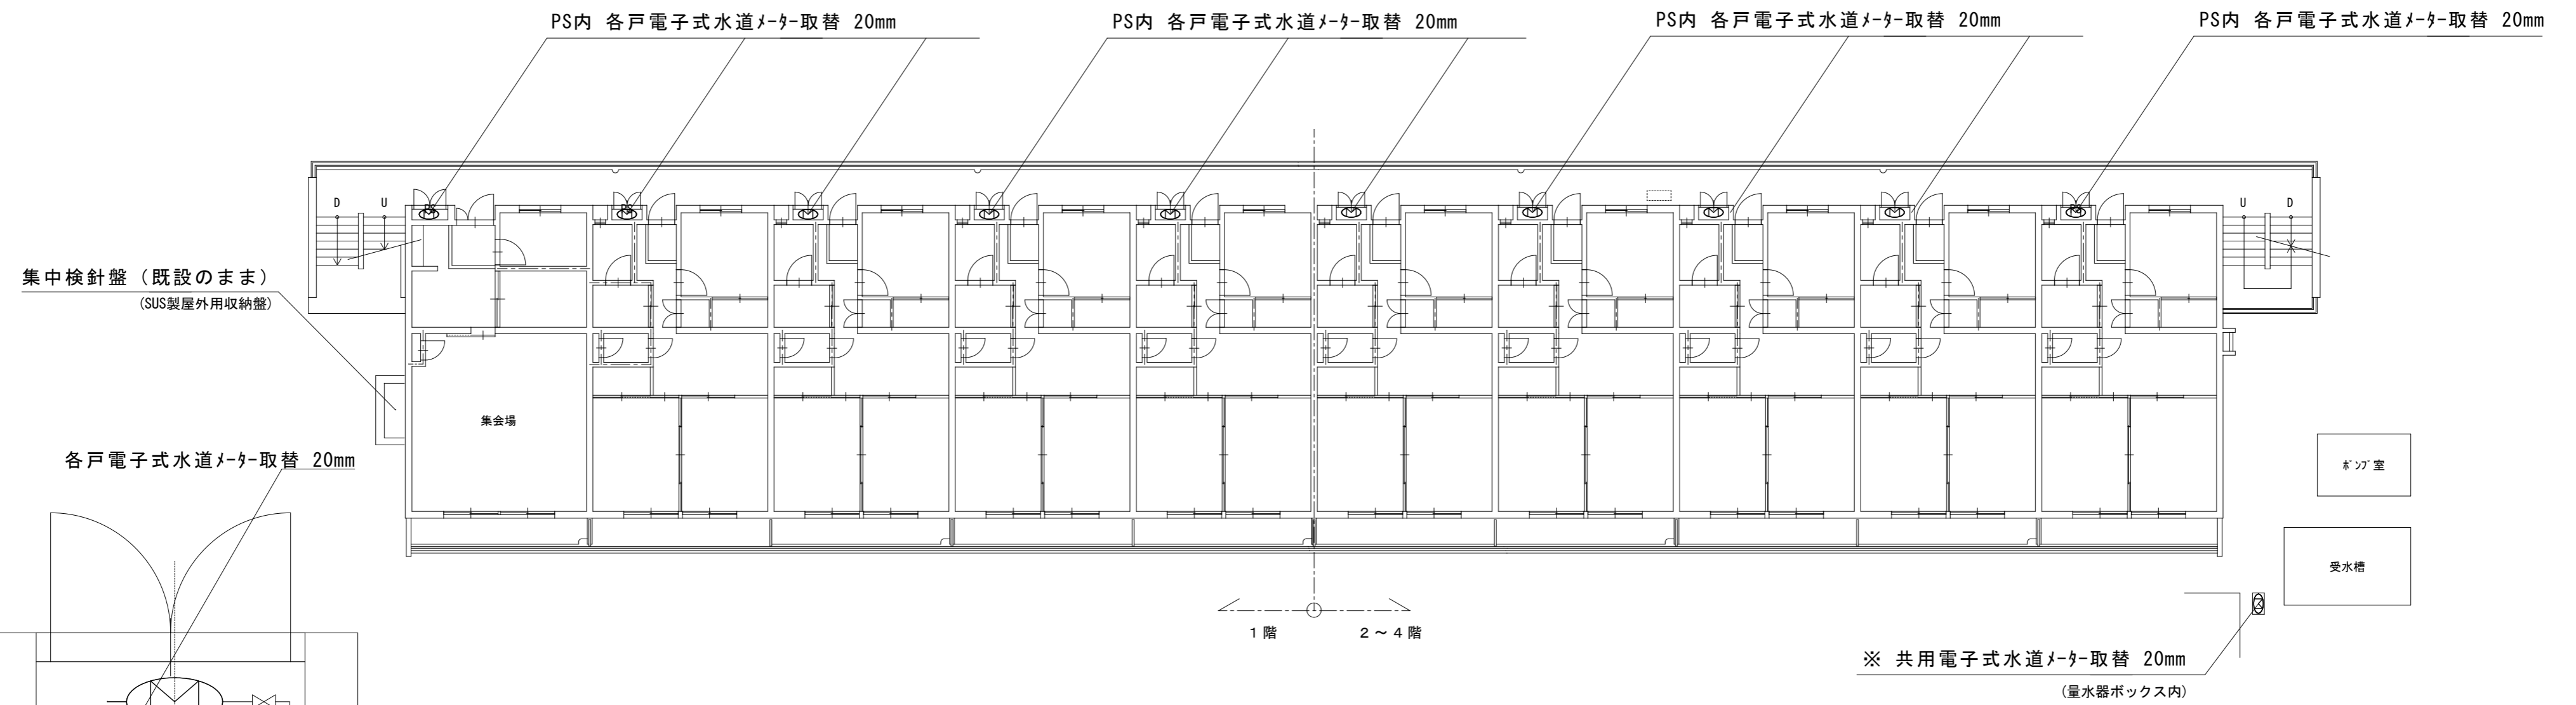 PS内 各戸電子式水道ﾒｰﾀｰ取替 20mm
PS内 各戸電子式水道ﾒｰﾀｰ取替 20mm
PS内 各戸電子式水道ﾒｰﾀｰ取替 20mm
PS内 各戸電子式水道ﾒｰﾀｰ取替 20mm
D U
U D
PS
PS
PS
集中検針盤（既設のまま）
(SUS製屋外用収納盤)
集会場
各戸電子式水道ﾒｰﾀｰ取替 20mm
ﾎﾟﾝﾌﾟ室
受水槽
１階 ２～４階
※ 共用電子式水道ﾒｰﾀｰ取替 20mm
(量水器ボックス内)